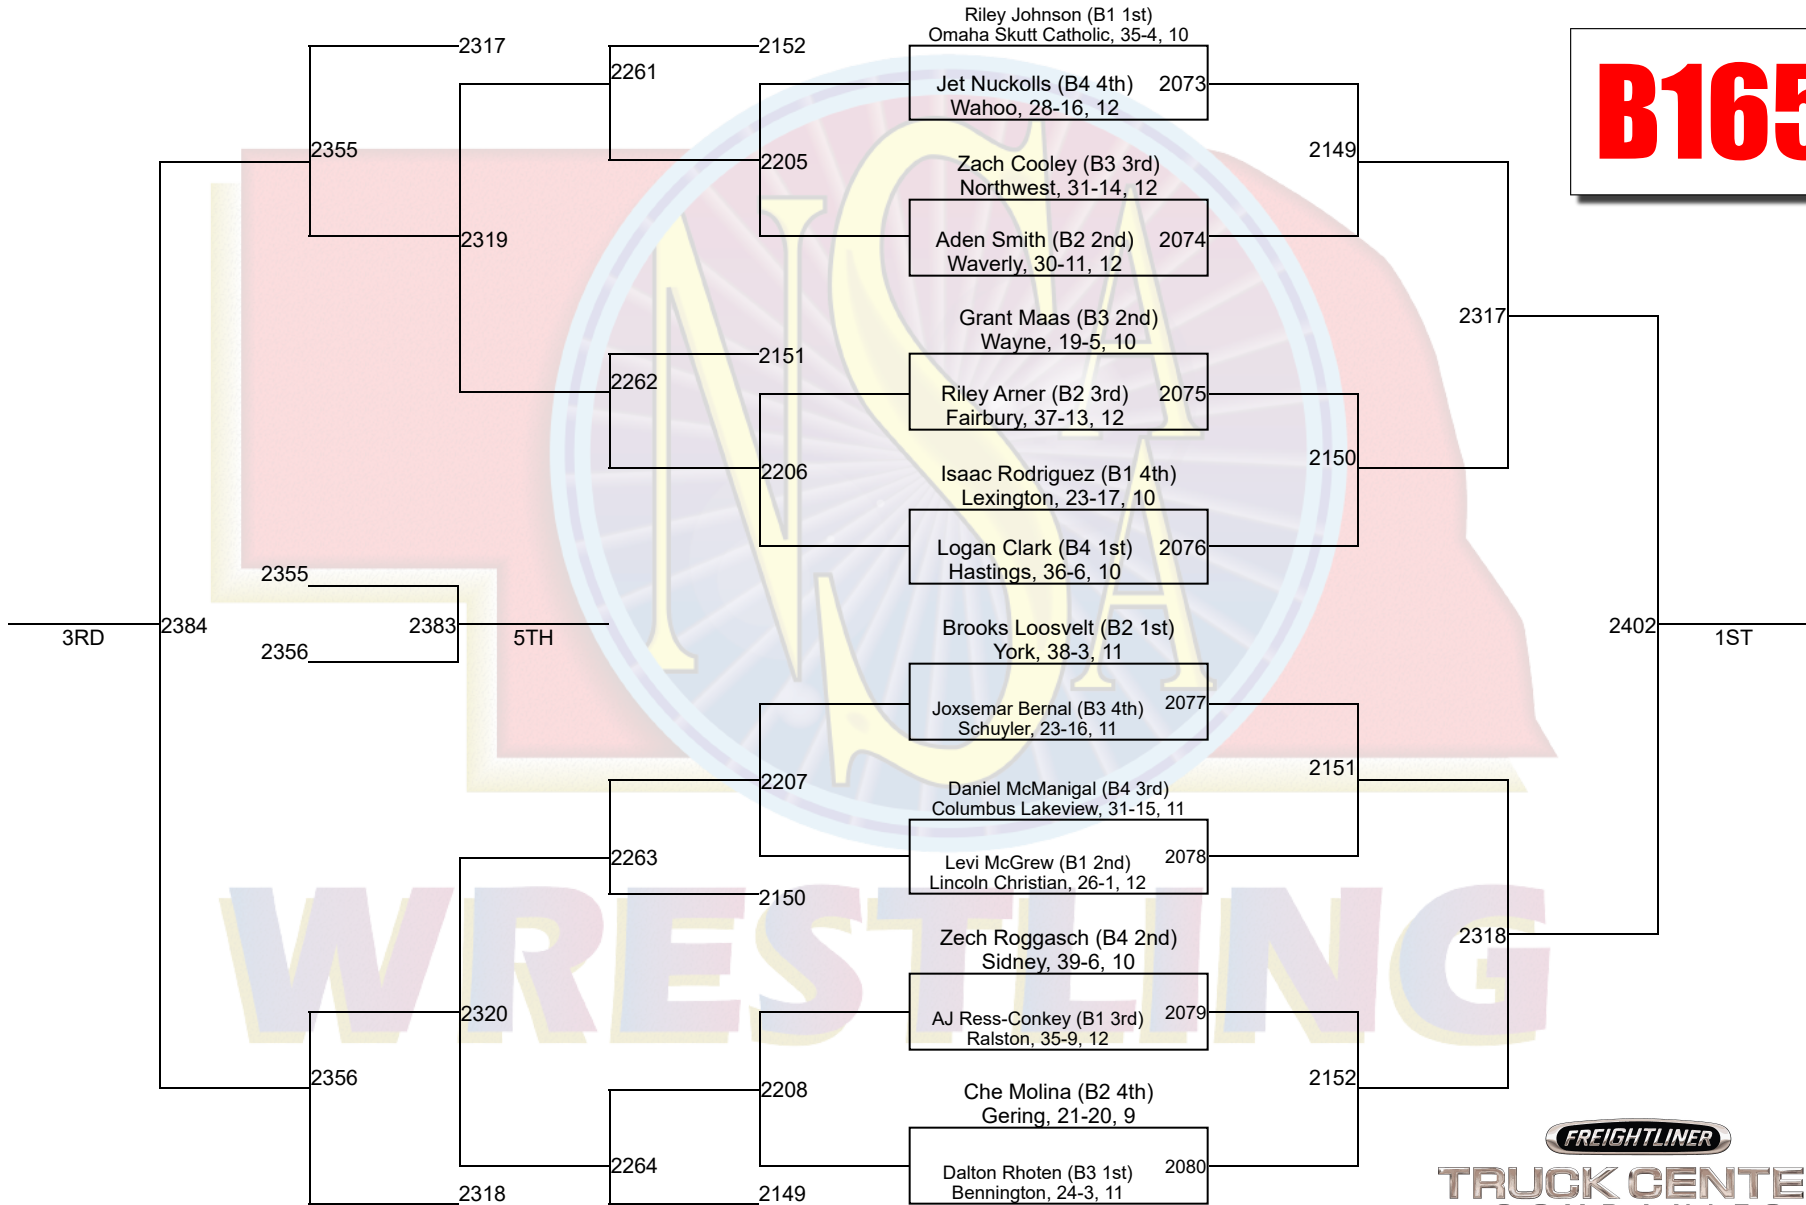 Riley Johnson (B1 1st)
Omaha Skutt Catholic, 35-4, 10
2317
2152
2261
B165
Jet Nuckolls (B4 4th) 2073
Wahoo, 28-16, 12
2355
2205
2149
Zach Cooley (B3 3rd)
Northwest, 31-14, 12
2319
Aden Smith (B2 2nd) 2074
Waverly, 30-11, 12
Grant Maas (B3 2nd)
Wayne, 19-5, 10
2317
2151
2262
Riley Arner (B2 3rd) 2075
Fairbury, 37-13, 12
2206
2150
Isaac Rodriguez (B1 4th)
Lexington, 23-17, 10
Logan Clark (B4 1st) 2076
Hastings, 36-6, 10
2355
3RD
2384
2383
5TH
2356
Brooks Loosvelt (B2 1st)
York, 38-3, 11
2402
1ST
Joxsemar Bernal (B3 4th) 2077
Schuyler, 23-16, 11
2207
2151
Daniel McManigal (B4 3rd)
Columbus Lakeview, 31-15, 11
2263
Levi McGrew (B1 2nd) 2078
Lincoln Christian, 26-1, 12
2150
Zech Roggasch (B4 2nd)
Sidney, 39-6, 10
2318
2320
AJ Ress-Conkey (B1 3rd) 2079
Ralston, 35-9, 12
2356
2208
2152
Che Molina (B2 4th)
Gering, 21-20, 9
2264
Dalton Rhoten (B3 1st) 2080
Bennington, 24-3, 11
2318
2149
NSAA
WRESTLING
FREIGHTLINER
TRUCK CENTE